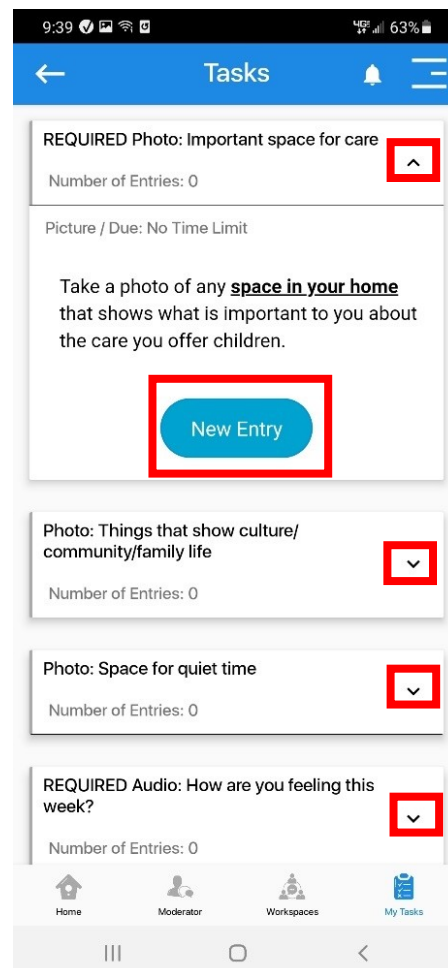 9:39 63%
Tasks
REQUIRED Photo: Important space for care
Number of Entries: 0
Picture / Due: No Time Limit
Take a photo of any space in your home
that shows what is important to you about
the care you offer children.
New Entry
Photo: Things that show culture/
community/family life
Number of Entries: 0
Photo: Space for quiet time
Number of Entries: 0
REQUIRED Audio: How are you feeling this
week?
Number of Entries: 0
Home Moderator Workspaces My Tasks